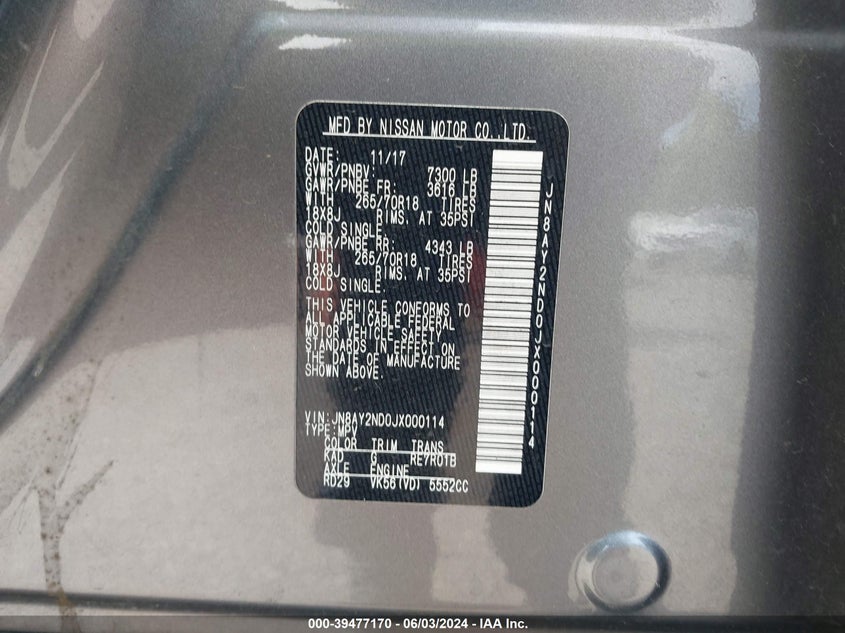 MFD BY NISSAN MOTOR CO.,LTD.
DATE: 11/17
GVWR/PNBV: 7300 LB
GAWR/PNBE FR: 3616 LB
WITH 265/70R18 TIRES
18X8J RIMS. AT 35PSI
COLD SINGLE.
GAWR/PNBE RR: 4343 LB
WITH 265/70R18 TIRES
18X8J RIMS. AT 35PSI
COLD SINGLE.
THIS VEHICLE CONFORMS TO
ALL APPLICABLE FEDERAL
MOTOR VEHICLE SAFETY
STANDARDS IN EFFECT ON
THE DATE OF MANUFACTURE
SHOWN ABOVE.
VIN: JN8AY2ND0JX000114
TYPE: MPV
COLOR TRIM TRANS
KAD G RE7R01B
AXLE ENGINE
RD29 VK56(VD) 5552CC
JN8AY2ND0JX000114
000-39477170 - 06/03/2024 - IAA Inc.